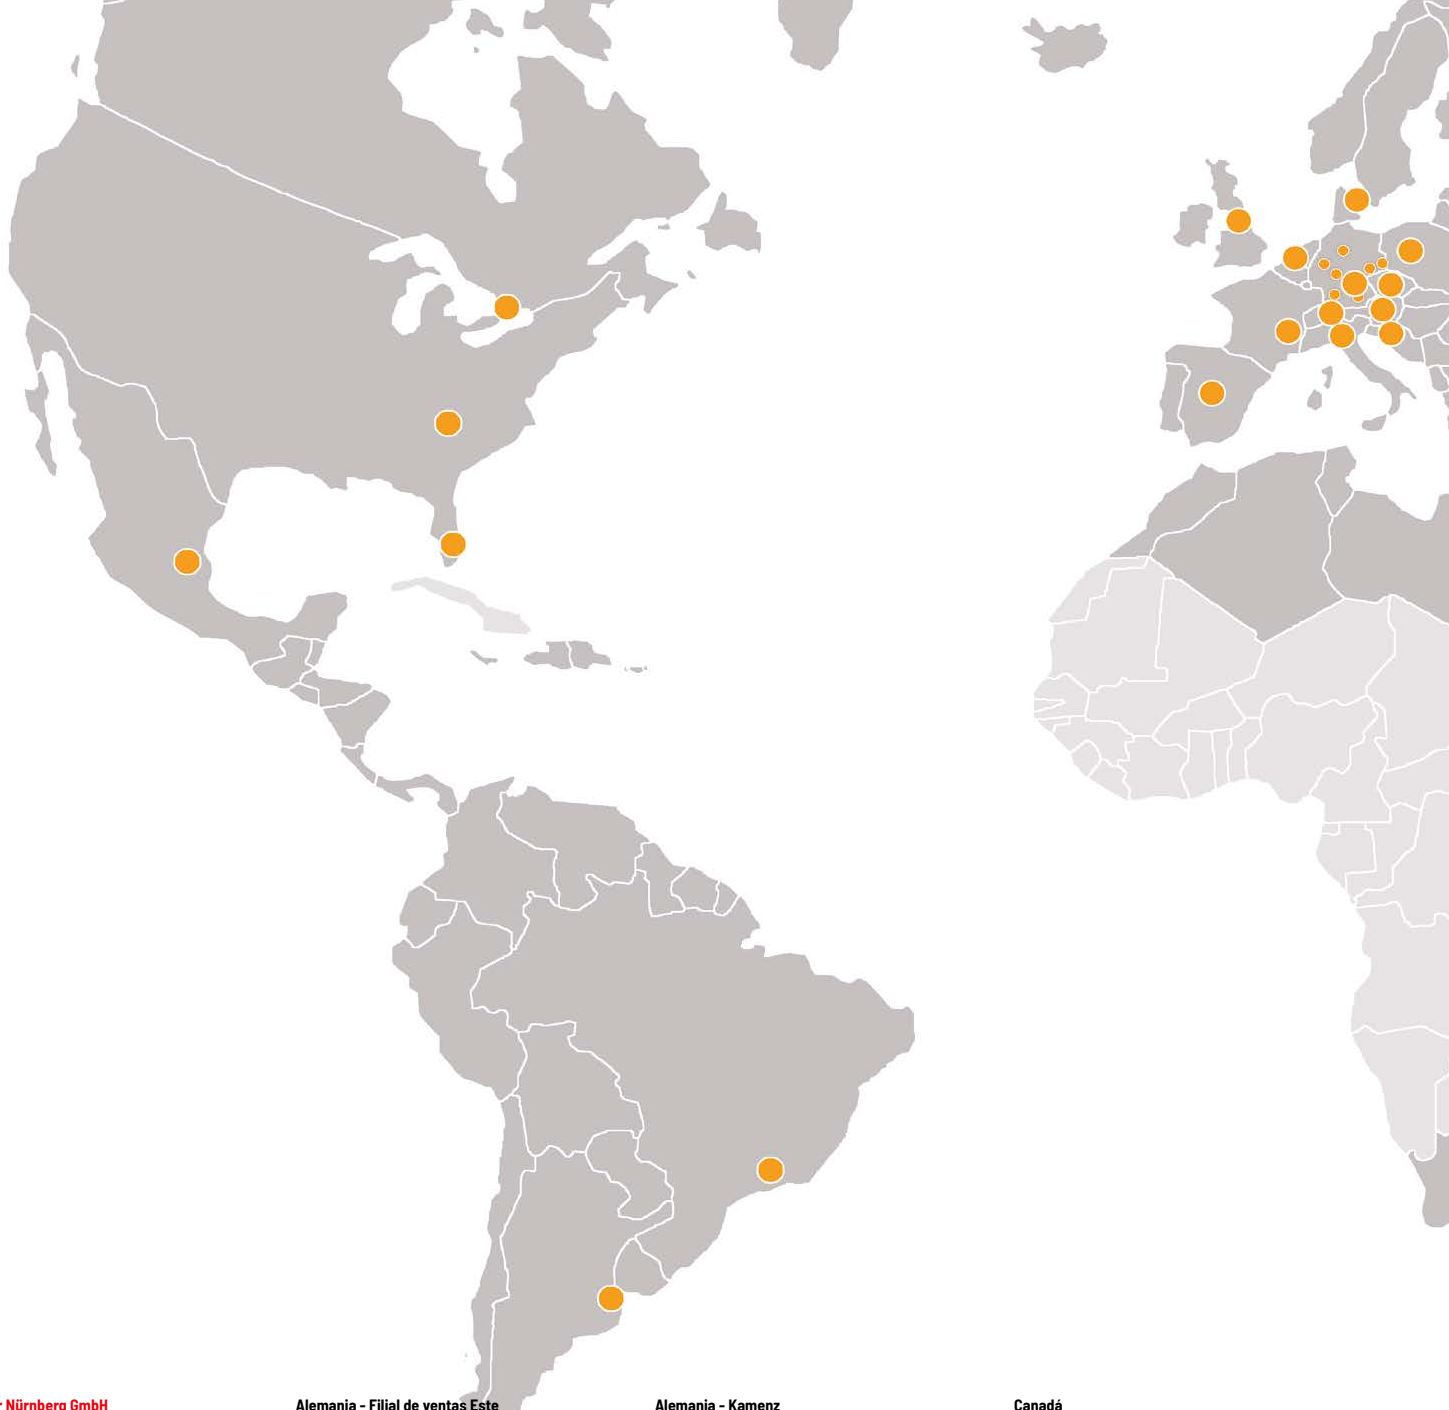 Nürnberg GmbH
Alemania - Filial de ventas Este
Alemania - Kamenz
Canadá